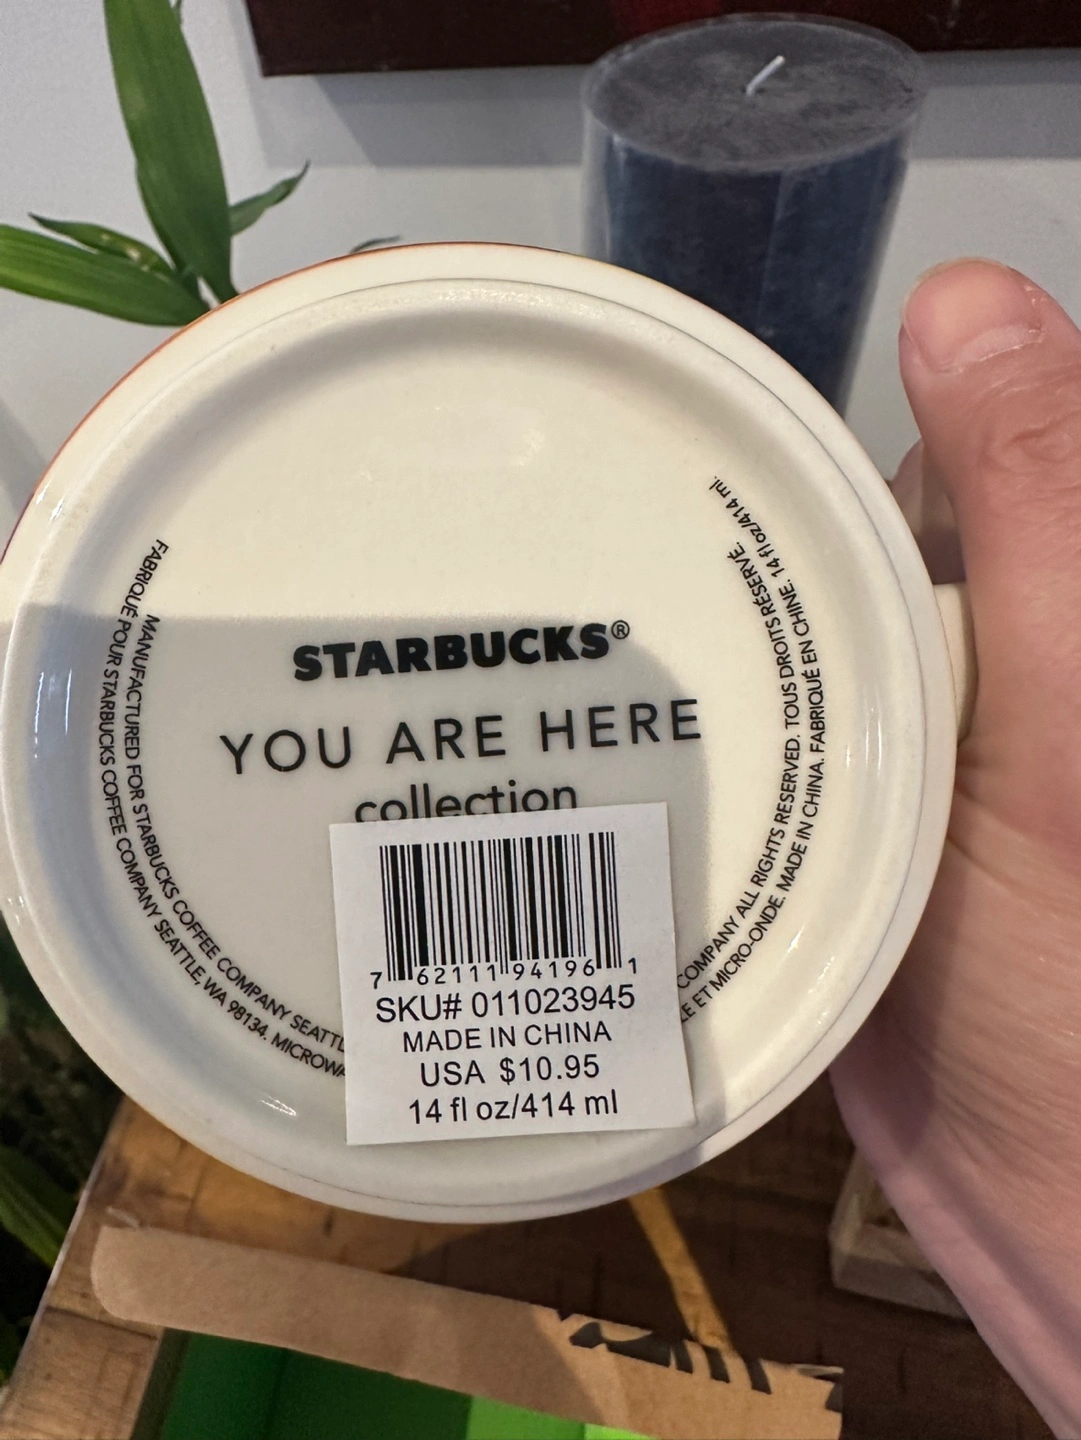 STARBUCKS®
YOU ARE HERE
collection
7 62111 94196 1
SKU# 011023945
MADE IN CHINA
USA $10.95
14 fl oz/414 ml
MANUFACTURED FOR STARBUCKS COFFEE COMPANY SEATTL
FABRIQUÉ POUR STARBUCKS COFFEE COMPANY SEATTLE, WA 98134. MICROWA
COMPANY ALL RIGHTS RESERVED. TOUS DROITS RÉSERVÉ.
LE ET MICRO-ONDE. MADE IN CHINA. FABRIQUÉ EN CHINE. 14 fl oz/414 ml.